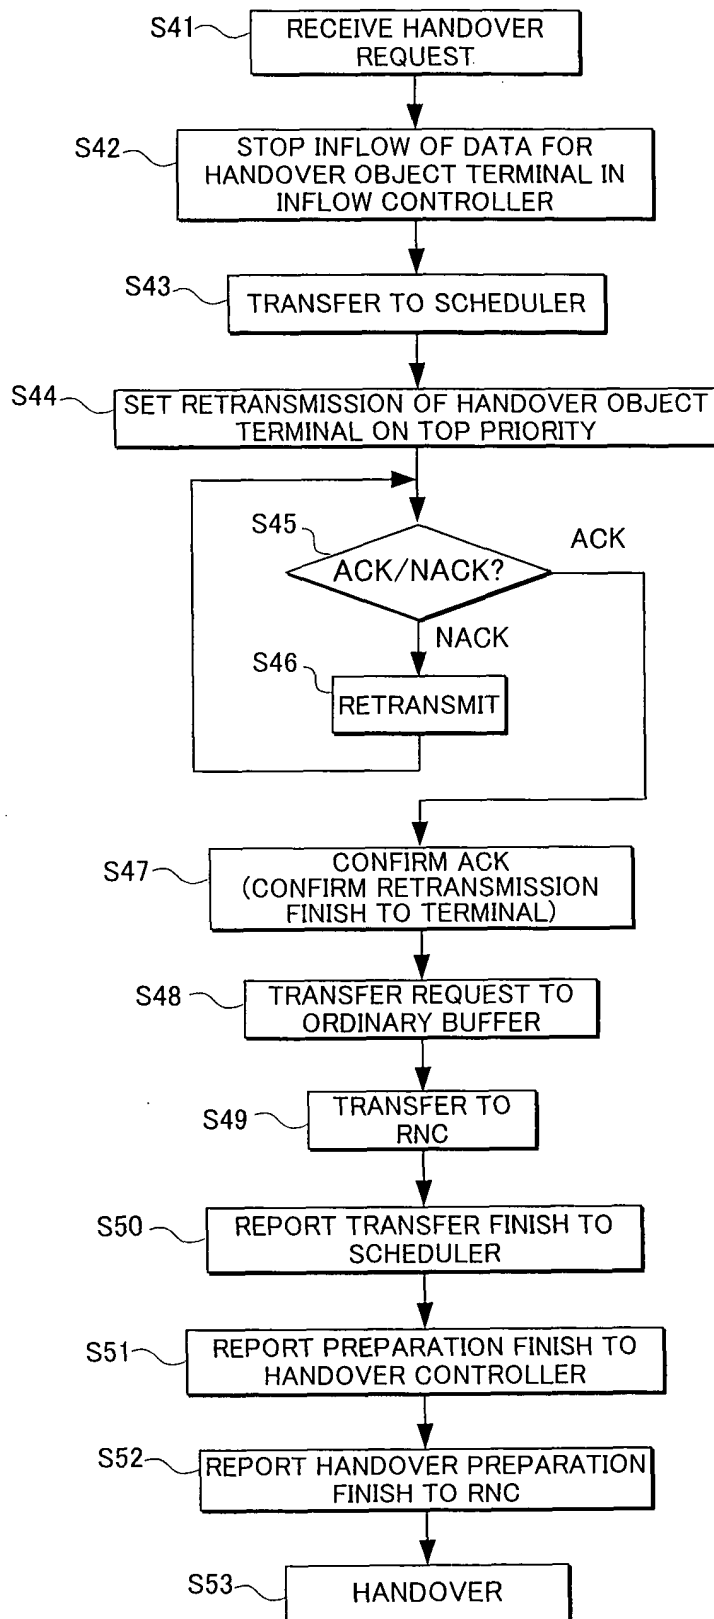 S41
RECEIVE HANDOVER
REQUEST
S42
STOP INFLOW OF DATA FOR
HANDOVER OBJECT TERMINAL IN
INFLOW CONTROLLER
S43
TRANSFER TO SCHEDULER
S44
SET RETRANSMISSION OF HANDOVER OBJECT
TERMINAL ON TOP PRIORITY
S45
ACK/NACK?
ACK
NACK
S46
RETRANSMIT
S47
CONFIRM ACK
(CONFIRM RETRANSMISSION
FINISH TO TERMINAL)
S48
TRANSFER REQUEST TO
ORDINARY BUFFER
S49
TRANSFER TO
RNC
S50
REPORT TRANSFER FINISH TO
SCHEDULER
S51
REPORT PREPARATION FINISH TO
HANDOVER CONTROLLER
S52
REPORT HANDOVER PREPARATION
FINISH TO RNC
S53
HANDOVER